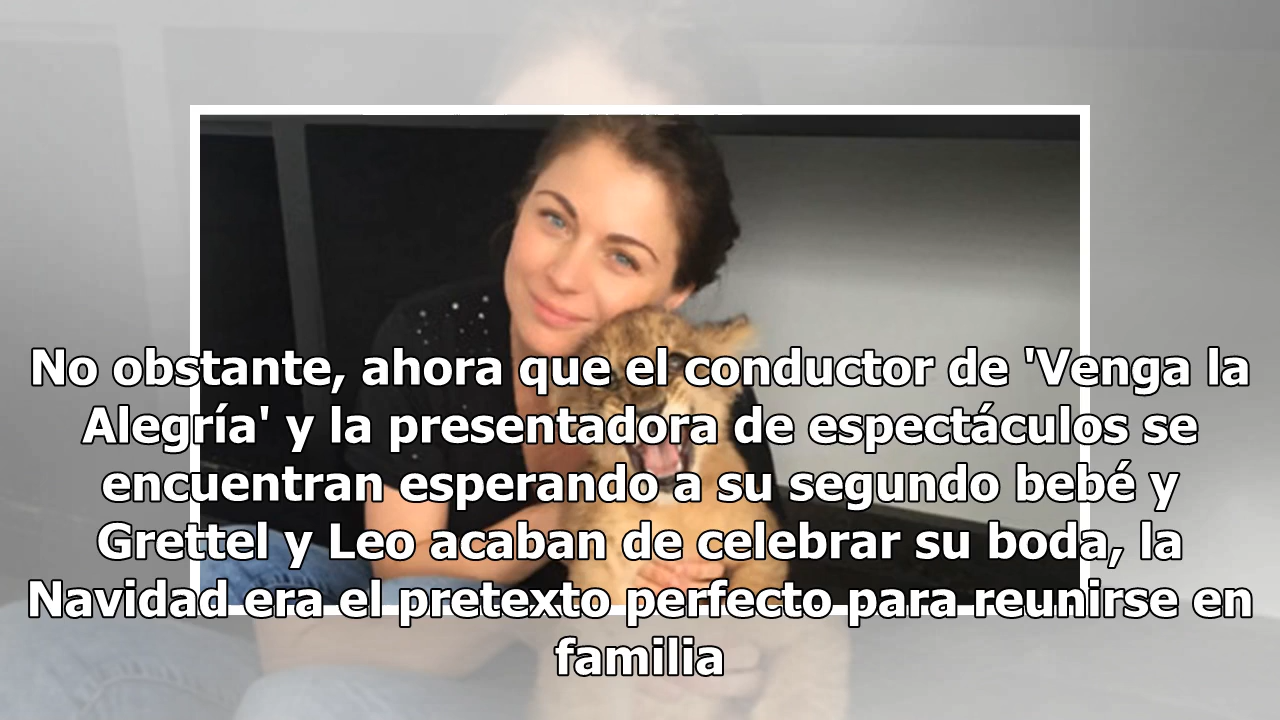 No obstante, ahora que el conductor de 'Venga la
Alegría' y la presentadora de espectáculos se
encuentran esperando a su segundo bebé y
Grettel y Leo acaban de celebrar su boda, la
Navidad era el pretexto perfecto para reunirse en
familia